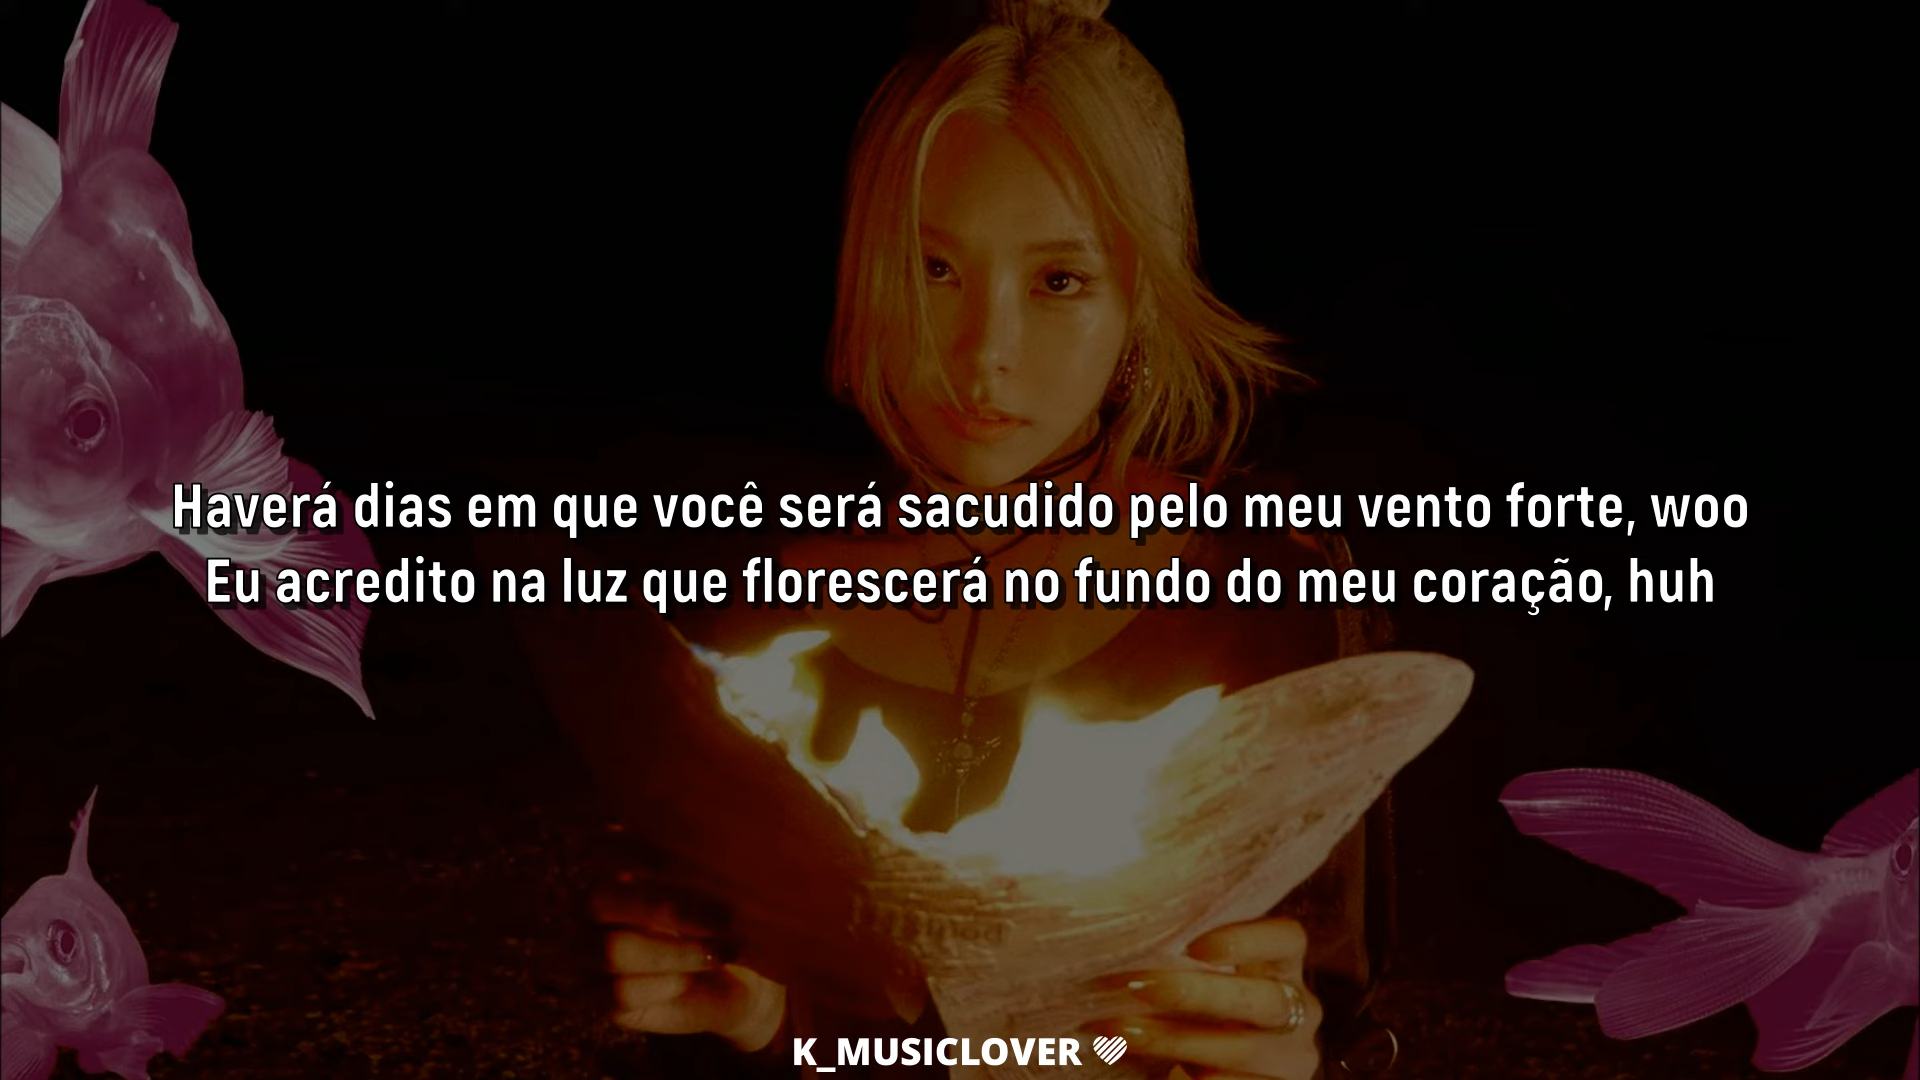 Haverá dias em que você será sacudido pelo meu vento forte, woo
Eu acredito na luz que florescerá no fundo do meu coração, huh
K_MUSICLOVER